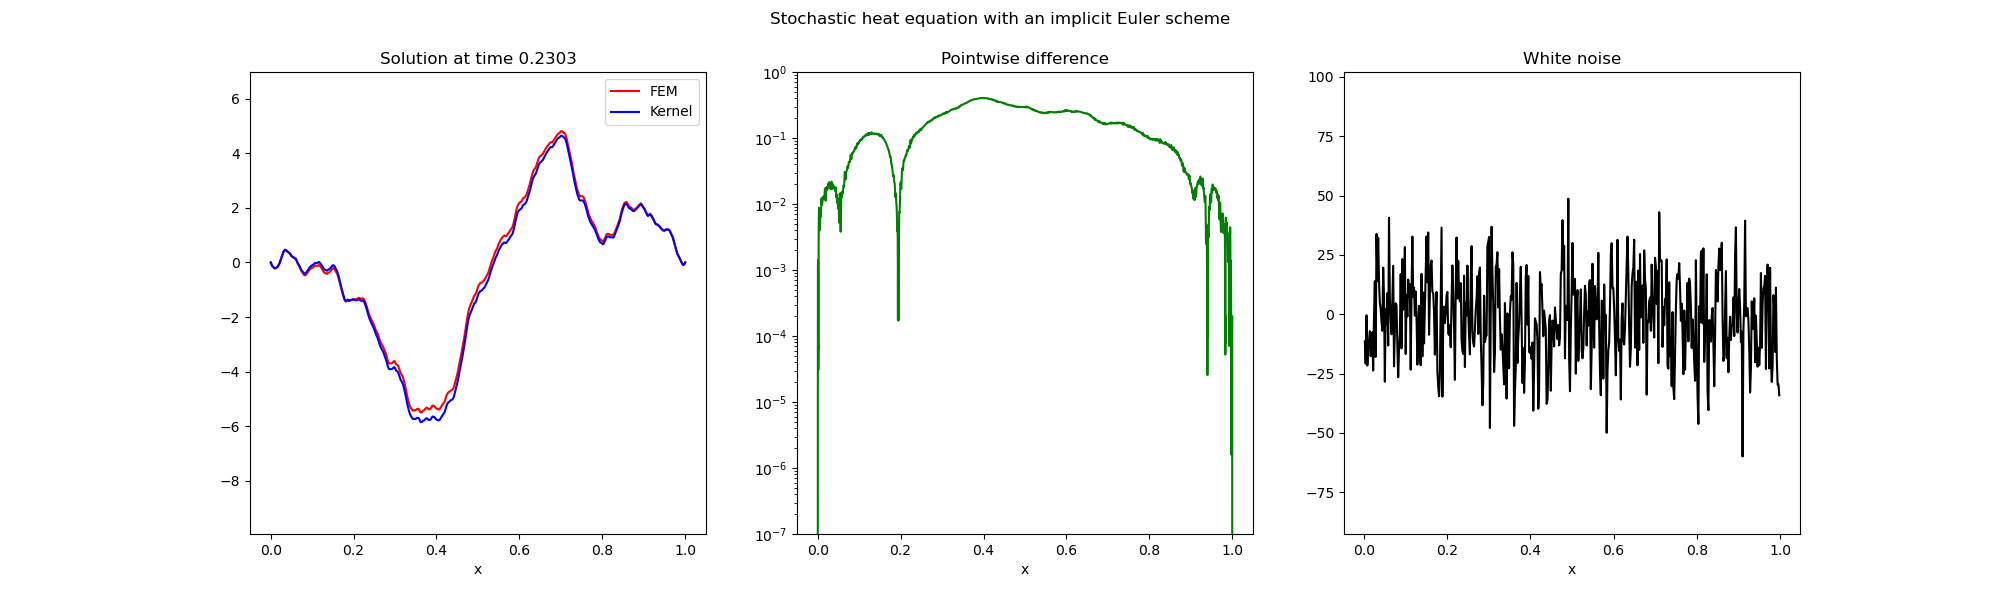 Stochastic heat equation with an implicit Euler scheme
Solution at time 0.2303
6
4
2
0
−2
−4
−6
−8
0.0 0.2 0.4 0.6 0.8 1.0
x
FEM
Kernel
Pointwise difference
10⁰
10⁻¹
10⁻²
10⁻³
10⁻⁴
10⁻⁵
10⁻⁶
10⁻⁷
0.0 0.2 0.4 0.6 0.8 1.0
x
White noise
100
75
50
25
0
−25
−50
−75
0.0 0.2 0.4 0.6 0.8 1.0
x